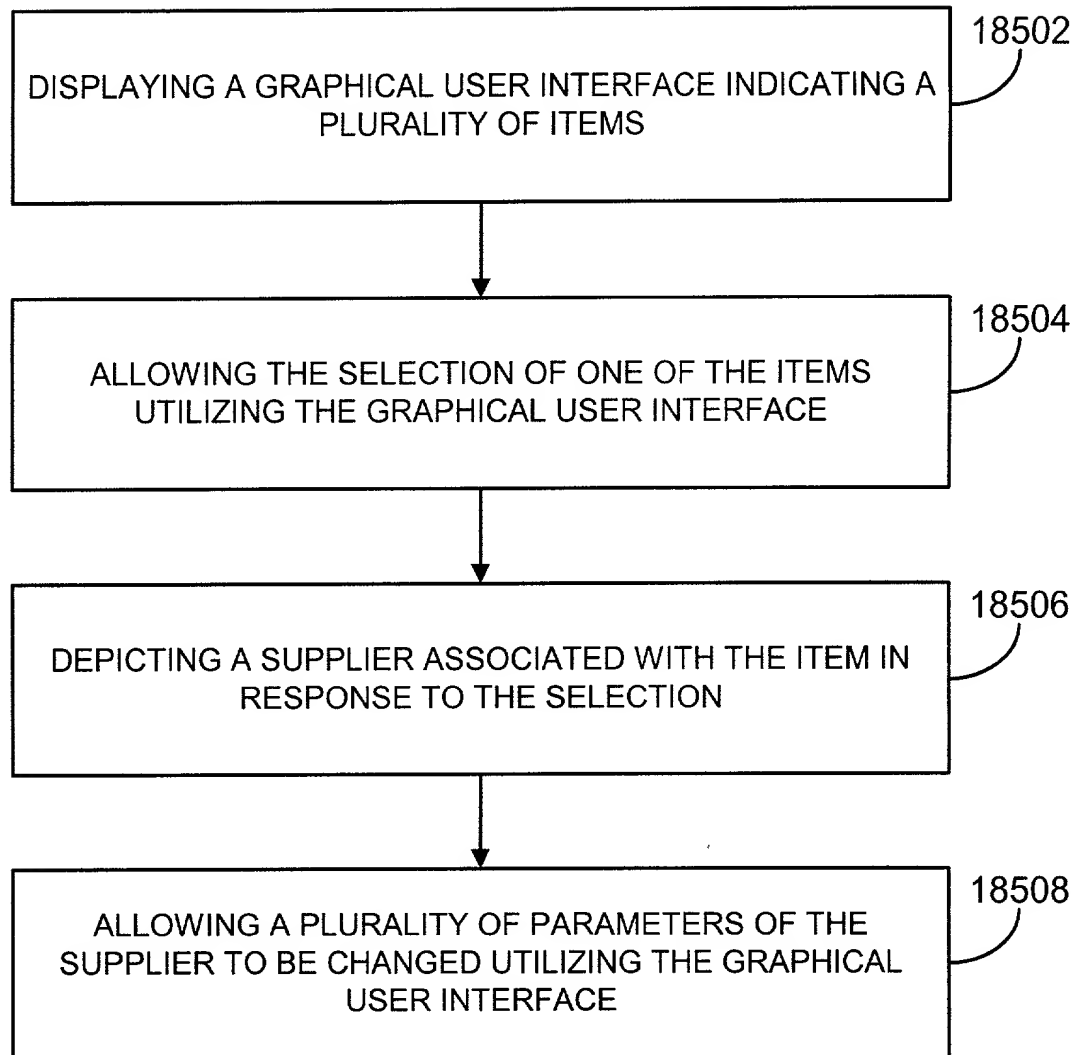 18502
DISPLAYING A GRAPHICAL USER INTERFACE INDICATING A
PLURALITY OF ITEMS
18504
ALLOWING THE SELECTION OF ONE OF THE ITEMS
UTILIZING THE GRAPHICAL USER INTERFACE
18506
DEPICTING A SUPPLIER ASSOCIATED WITH THE ITEM IN
RESPONSE TO THE SELECTION
18508
ALLOWING A PLURALITY OF PARAMETERS OF THE
SUPPLIER TO BE CHANGED UTILIZING THE GRAPHICAL
USER INTERFACE